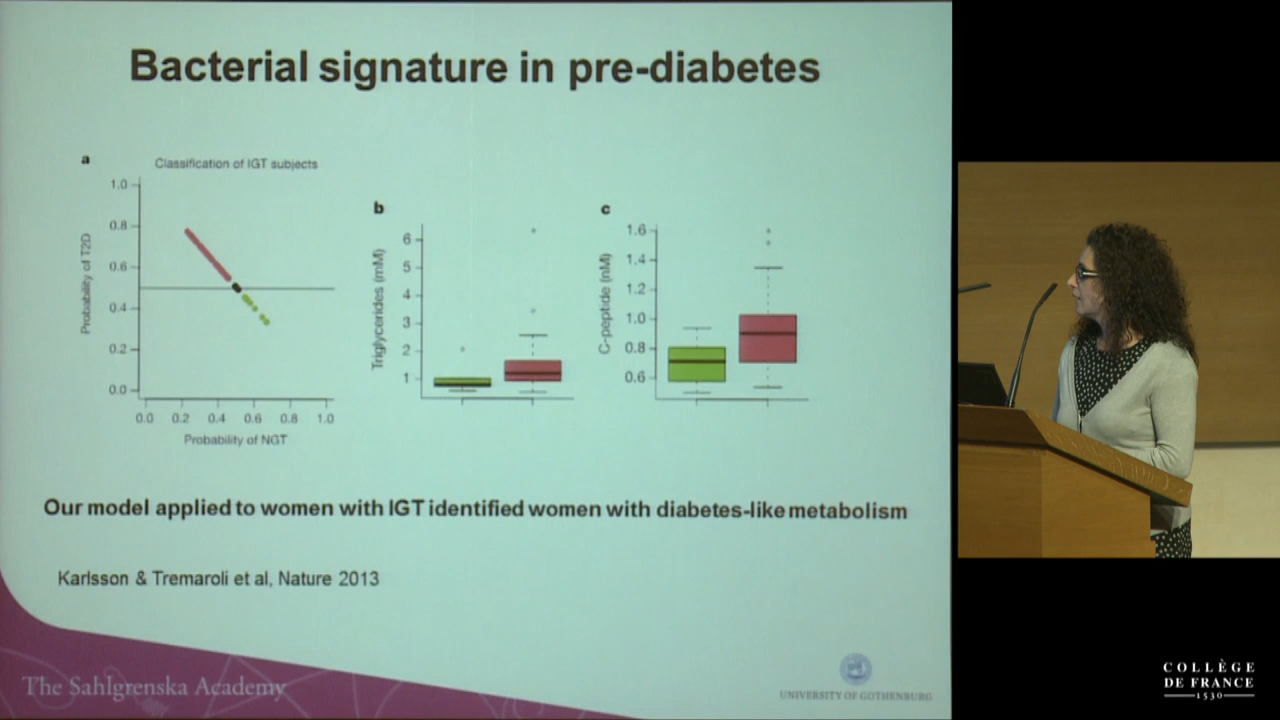 Bacterial signature in pre-diabetes
a
Classification of IGT subjects
Probability of T2D
1.0
0.8
0.6
0.4
0.2
0.0
0.0 0.2 0.4 0.6 0.8 1.0
Probability of NGT
b
Triglycerides (mM)
6
5
4
3
2
1
c
C-peptide (nM)
1.6
1.4
1.2
1.0
0.8
0.6
Our model applied to women with IGT identified women with diabetes-like metabolism
Karlsson & Tremaroli et al, Nature 2013
The Sahlgrenska Academy
UNIVERSITY OF GOTHENBURG
COLLÈGE
DE FRANCE
1530